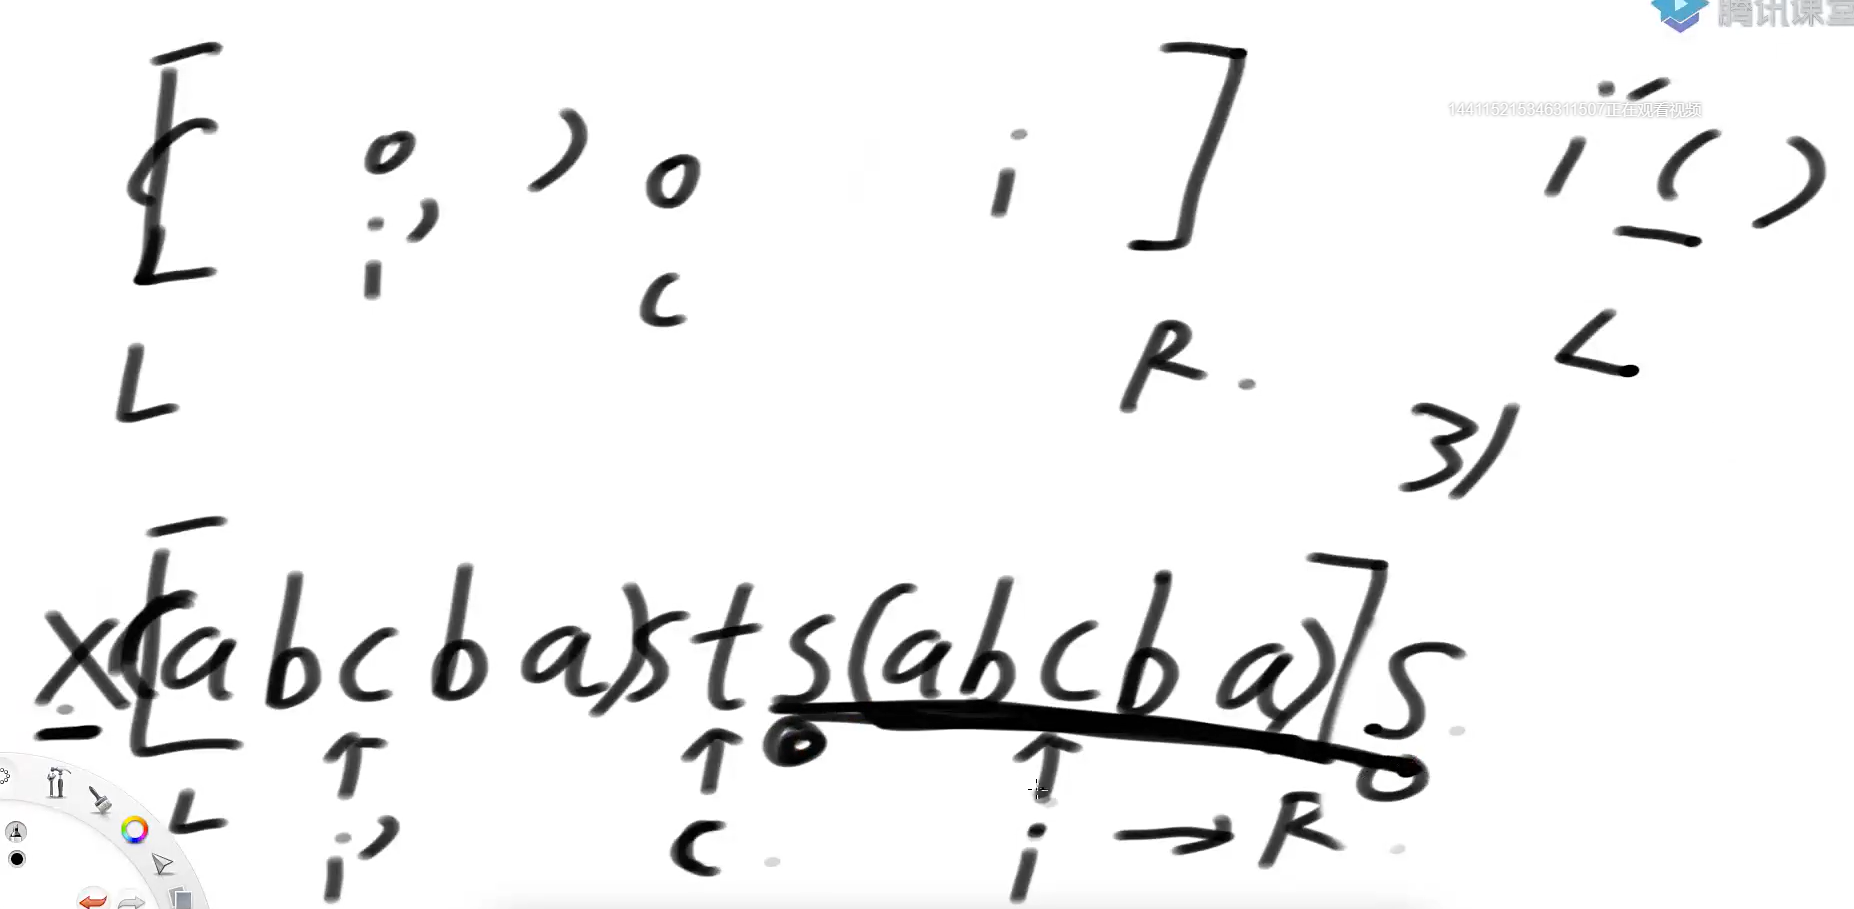 腾讯课堂
144115215346311507正在观看视频
[ ( o ) o i ] i' ( )
i' c
L R. L
3)
x [(a b c b a) s t s (a b c b a)] s
↑ ↑ o ↑ o
L i' c i → R